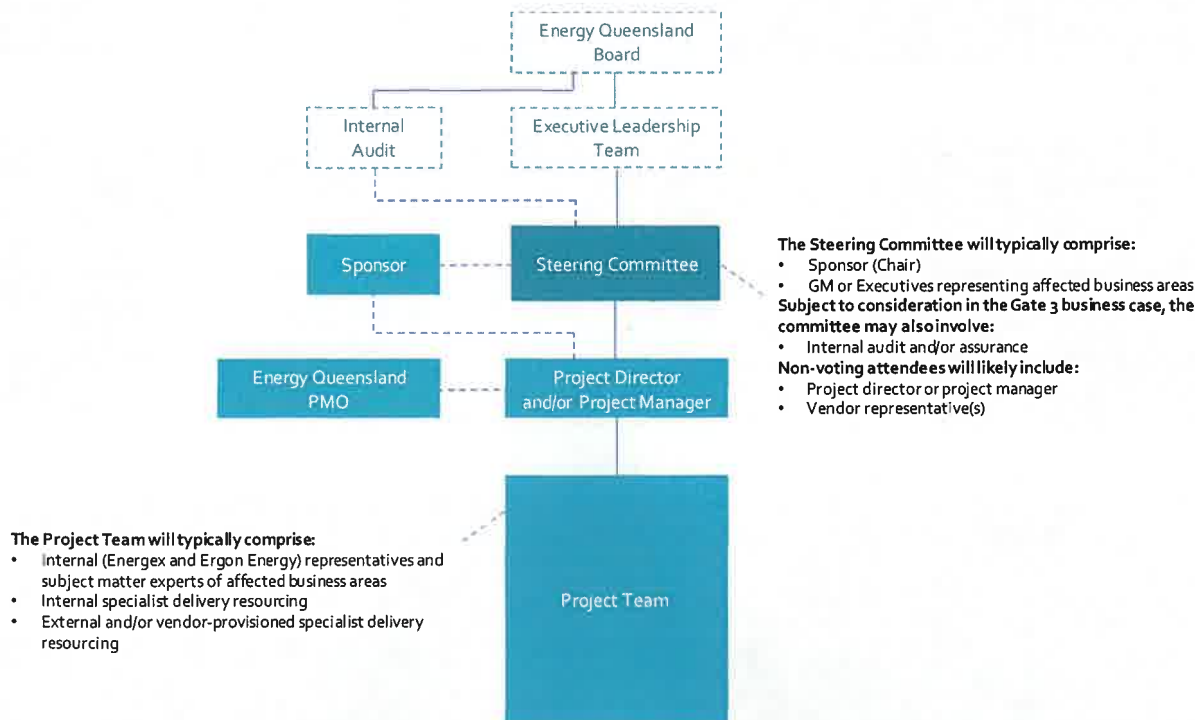 Energy Queensland
Board
Internal
Audit
Executive Leadership
Team
Sponsor
Steering Committee
The Steering Committee will typically comprise:
• Sponsor (Chair)
• GM or Executives representing affected business areas
Subject to consideration in the Gate 3 business case, the
committee may also involve:
• Internal audit and/or assurance
Non-voting attendees will likely include:
• Project director or project manager
• Vendor representative(s)
Energy Queensland
PMO
Project Director
and/or Project Manager
The Project Team will typically comprise:
• Internal (Energex and Ergon Energy) representatives and
subject matter experts of affected business areas
• Internal specialist delivery resourcing
• External and/or vendor-provisioned specialist delivery
resourcing
Project Team